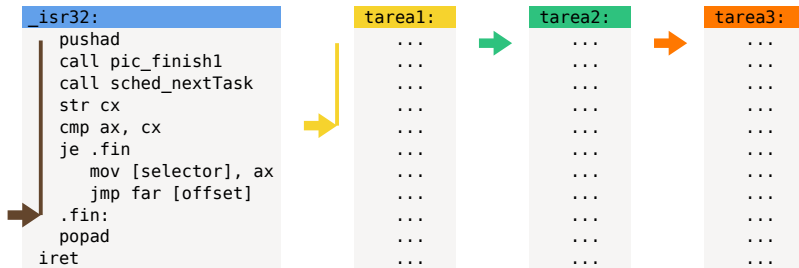 _isr32:
pushad
call pic_finish1
call sched_nextTask
str cx
cmp ax, cx
je .fin
mov [selector], ax
jmp far [offset]
.fin:
popad
iret
tarea1:
...
...
...
...
...
...
...
...
...
...
...
tarea2:
...
...
...
...
...
...
...
...
...
...
...
tarea3:
...
...
...
...
...
...
...
...
...
...
...